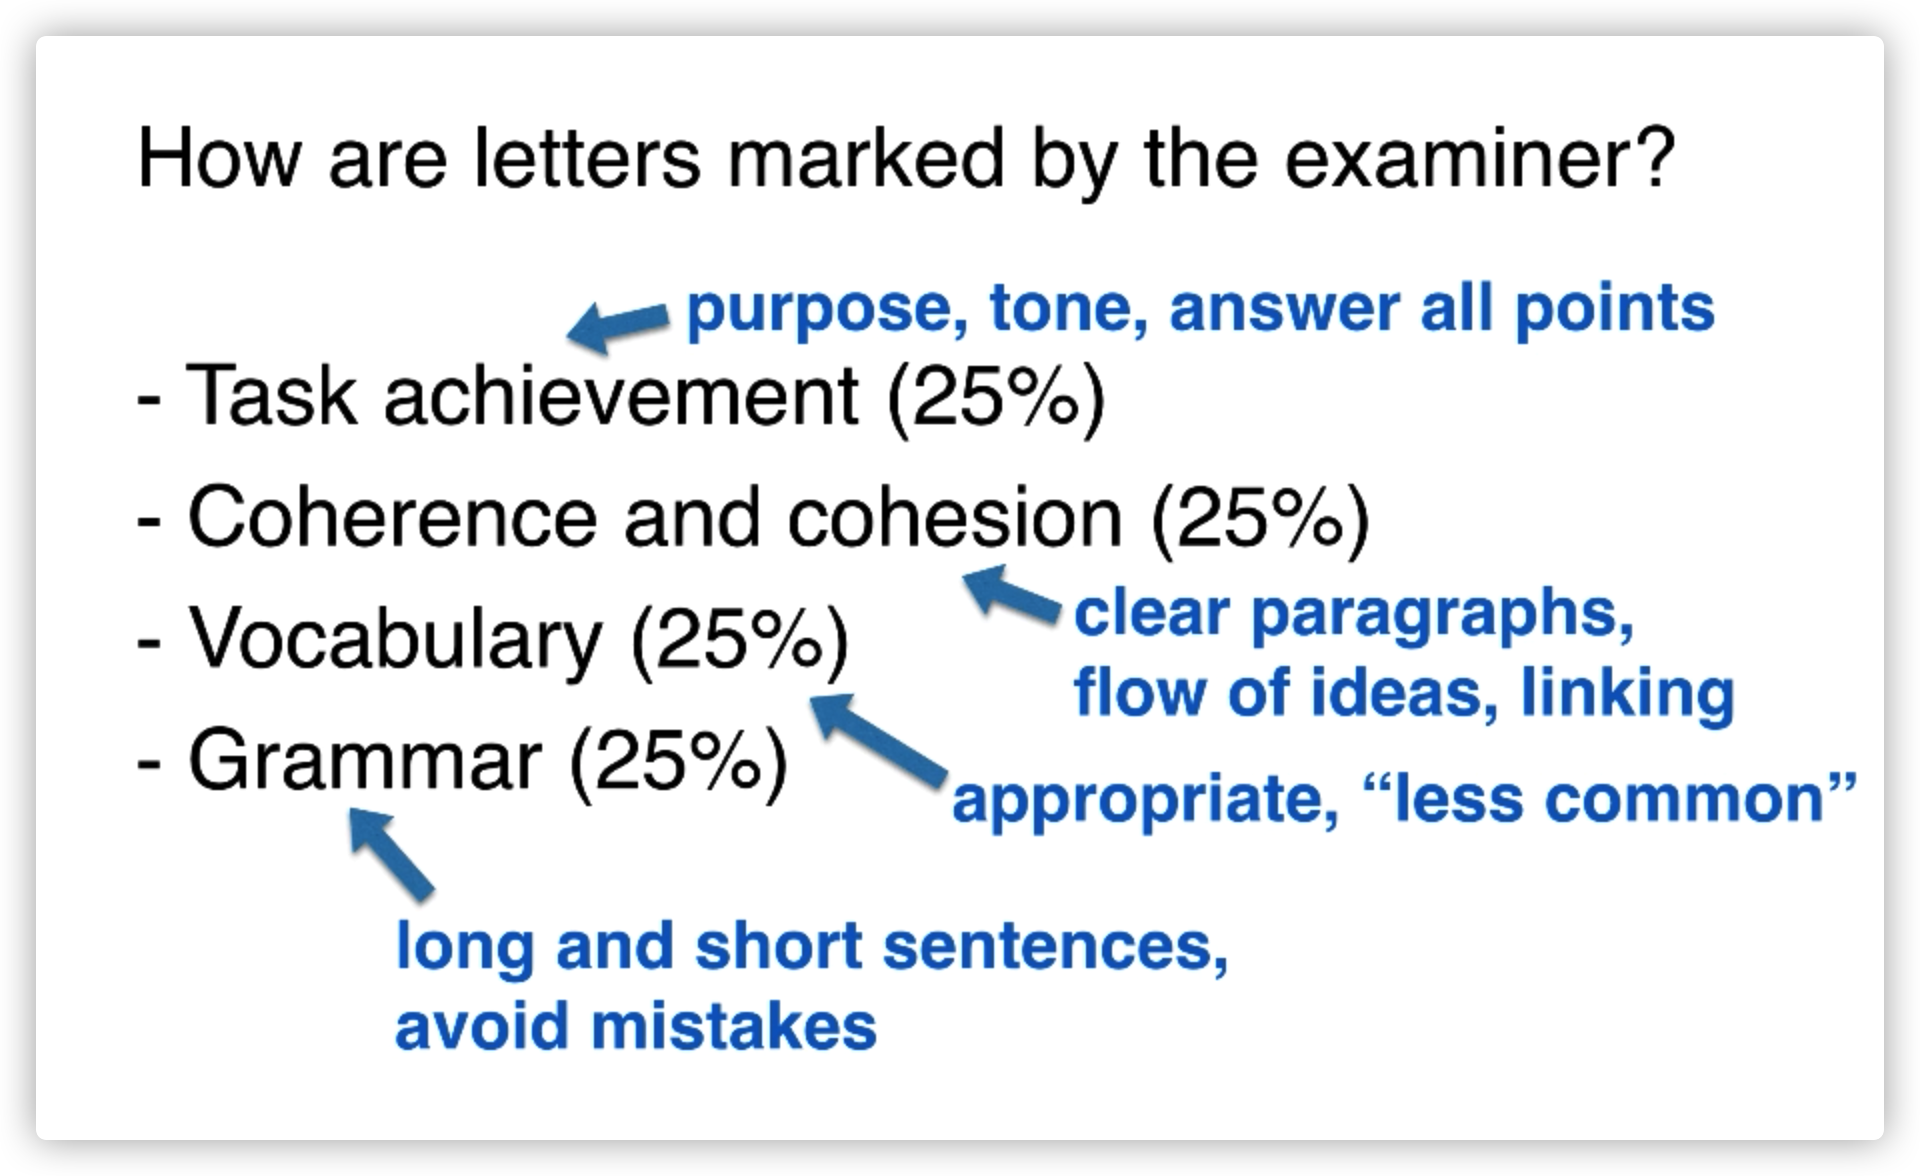 How are letters marked by the examiner?
purpose, tone, answer all points
- Task achievement (25%)
- Coherence and cohesion (25%)
clear paragraphs,
flow of ideas, linking
- Vocabulary (25%)
appropriate, “less common”
- Grammar (25%)
long and short sentences,
avoid mistakes